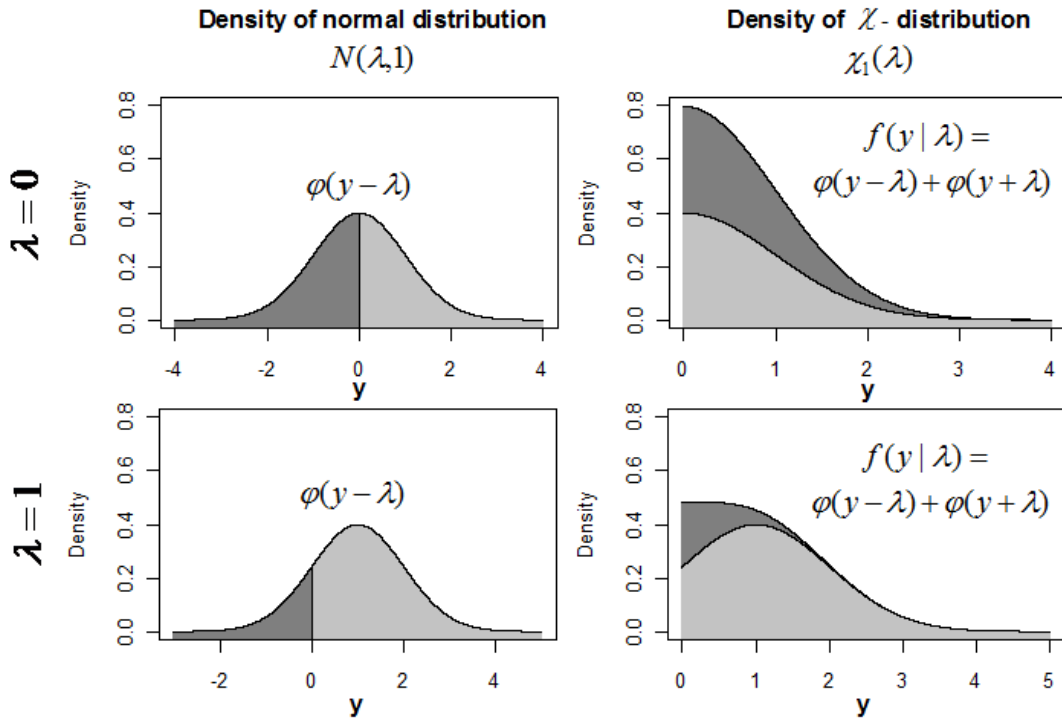 Density of normal distribution
N(λ,1)
Density of χ - distribution
χ₁(λ)
λ = 0
Density
0.0 0.2 0.4 0.6 0.8
φ(y − λ)
-4 -2 0 2 4
y
Density
0.0 0.2 0.4 0.6 0.8
f(y | λ) =
φ(y − λ) + φ(y + λ)
0 1 2 3 4
y
λ = 1
Density
0.0 0.2 0.4 0.6 0.8
φ(y − λ)
-2 0 2 4
y
Density
0.0 0.2 0.4 0.6 0.8
f(y | λ) =
φ(y − λ) + φ(y + λ)
0 1 2 3 4 5
y